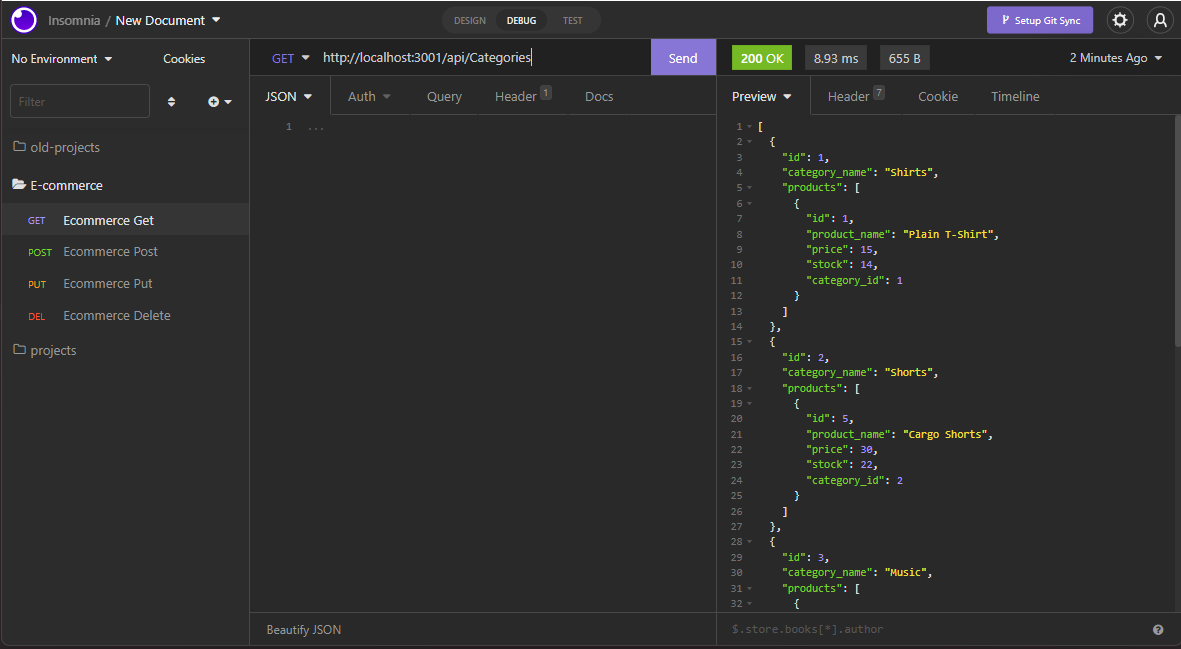 Insomnia / New Document
DESIGN DEBUG TEST
Setup Git Sync
No Environment
Cookies
GET http://localhost:3001/api/Categories
Send
200 OK 8.93 ms 655 B
2 Minutes Ago
Filter
JSON Auth Query Header 1 Docs
Preview Header 7 Cookie Timeline
old-projects
E-commerce
GET Ecommerce Get
POST Ecommerce Post
PUT Ecommerce Put
DEL Ecommerce Delete
projects
1 ...
Beautify JSON
1 [
2 {
3 "id": 1,
4 "category_name": "Shirts",
5 "products": [
6 {
7 "id": 1,
8 "product_name": "Plain T-Shirt",
9 "price": 15,
10 "stock": 14,
11 "category_id": 1
12 }
13 ]
14 },
15 {
16 "id": 2,
17 "category_name": "Shorts",
18 "products": [
19 {
20 "id": 5,
21 "product_name": "Cargo Shorts",
22 "price": 30,
23 "stock": 22,
24 "category_id": 2
25 }
26 ]
27 },
28 {
29 "id": 3,
30 "category_name": "Music",
31 "products": [
32 {
$.store.books[*].author
?